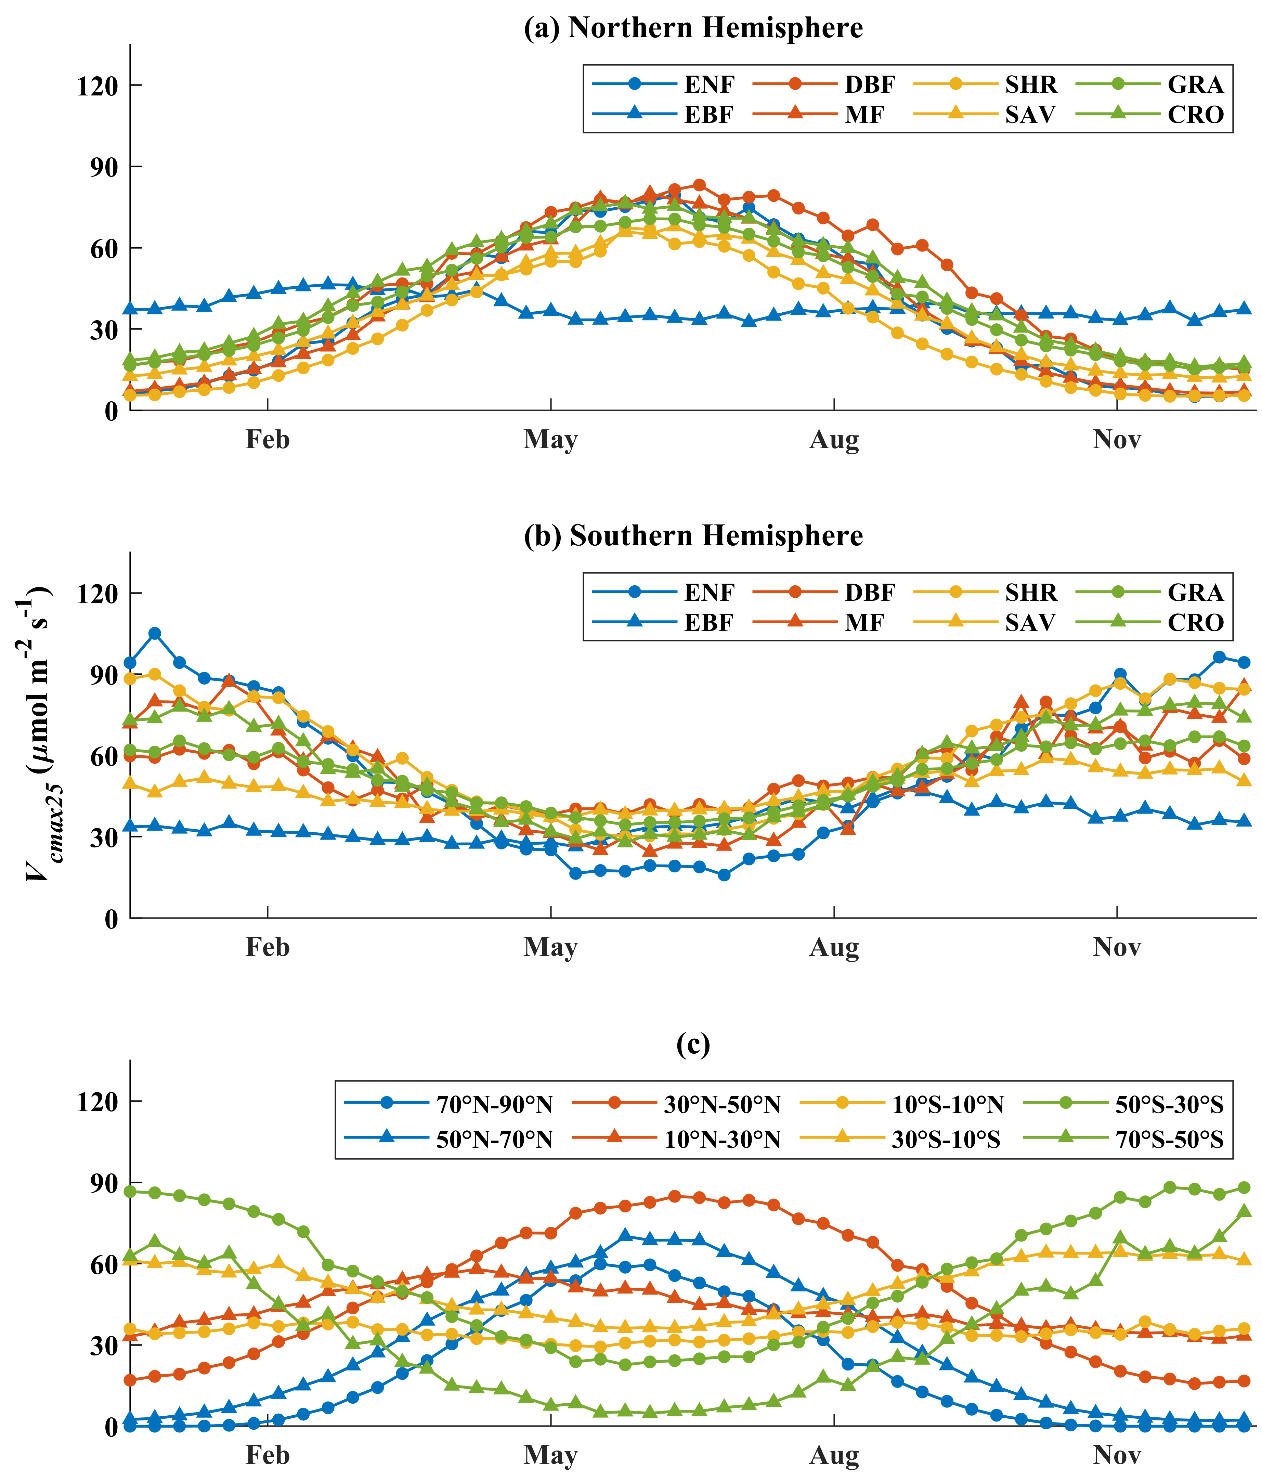 (a) Northern Hemisphere
ENF DBF SHR GRA
EBF MF SAV CRO
120
90
60
30
0
Feb May Aug Nov
(b) Southern Hemisphere
ENF DBF SHR GRA
EBF MF SAV CRO
120
90
60
30
0
Feb May Aug Nov
V_cmax25 (μmol m^-2 s^-1)
(c)
70°N-90°N 30°N-50°N 10°S-10°N 50°S-30°S
50°N-70°N 10°N-30°N 30°S-10°S 70°S-50°S
120
90
60
30
0
Feb May Aug Nov